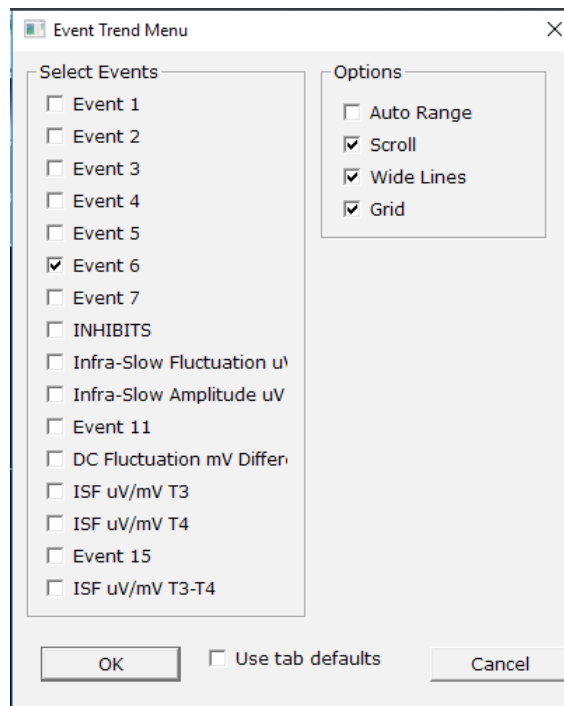 Event Trend Menu
Select Events
Event 1
Event 2
Event 3
Event 4
Event 5
Event 6
Event 7
INHIBITS
Infra-Slow Fluctuation uV
Infra-Slow Amplitude uV
Event 11
DC Fluctuation mV Differ
ISF uV/mV T3
ISF uV/mV T4
Event 15
ISF uV/mV T3-T4
Options
Auto Range
Scroll
Wide Lines
Grid
OK
Use tab defaults
Cancel